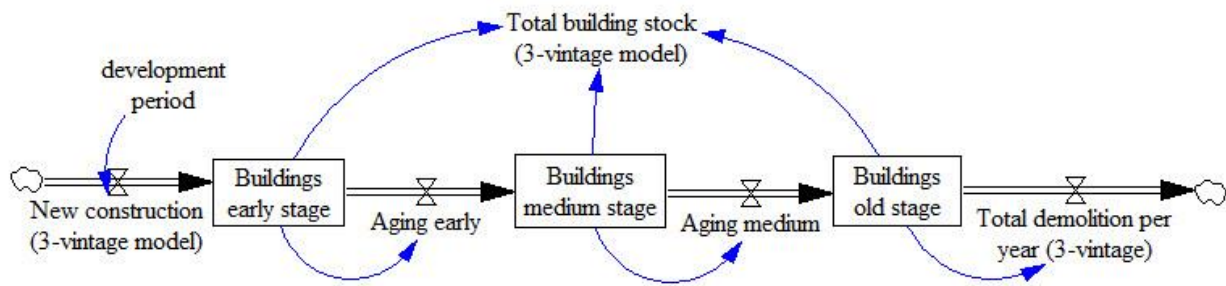 Total building stock
(3-vintage model)
development
period
Buildings
early stage
Buildings
medium stage
Buildings
old stage
New construction
(3-vintage model)
Aging early
Aging medium
Total demolition per
year (3-vintage)